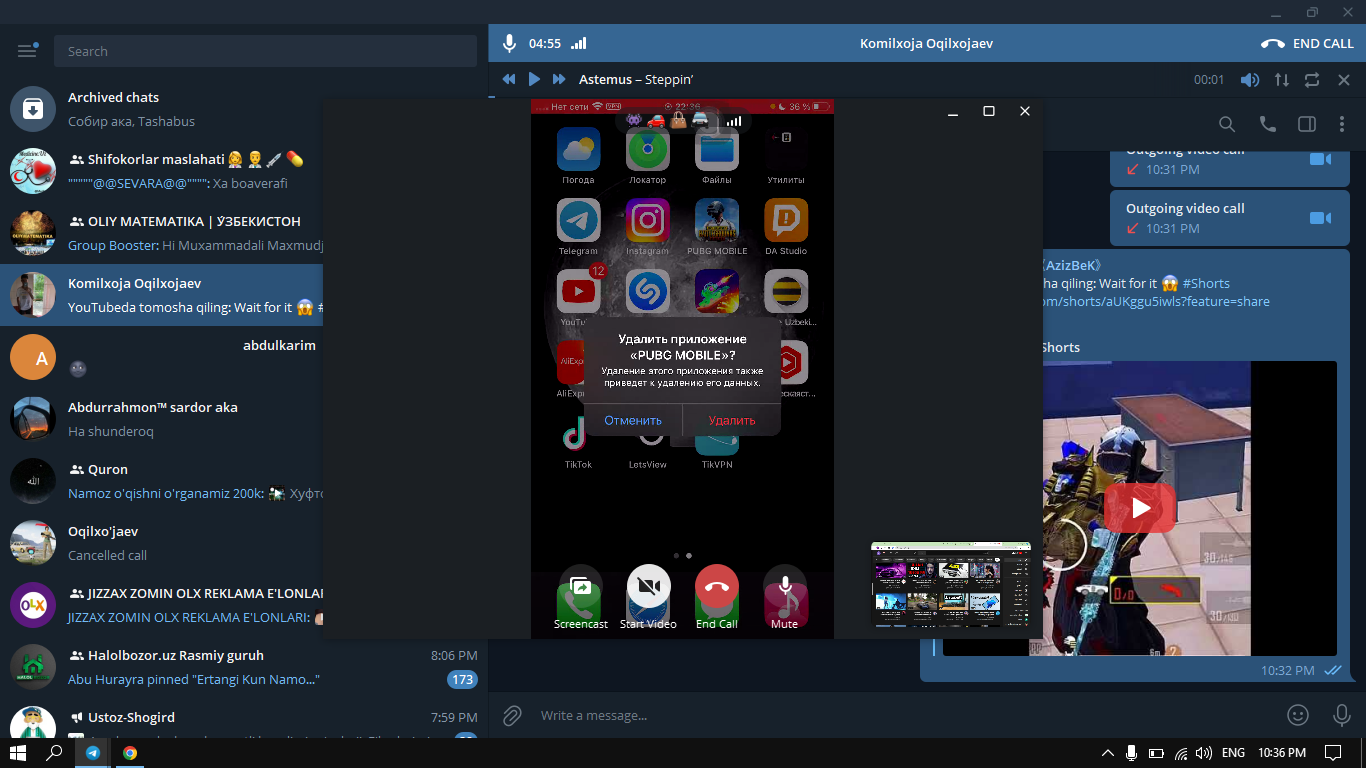 Search
04:55
Komilxoja Oqilxojaev
END CALL
Astemus – Steppin’
00:01
Archived chats
Собир ака, Tashabus
Shifokorlar maslahati 👩‍⚕️👨‍⚕️💉💊
"""""@@SEVARA@@"""": Xa boaverafi
OLIY MATEMATIKA | ЎЗБЕКИСТОН
Group Booster: Hi Muxammadali Maxmudj
Komilxoja Oqilxojaev
YouTubeda tomosha qiling: Wait for it 😱
A
abdulkarim
🌚
Abdurrahmon™ sardor aka
Ha shunderoq
Quron
Namoz o'qishni o'rganamiz 200k:
Oqilxo'jaev
Cancelled call
OLX
JIZZAX ZOMIN OLX REKLAMA E'LONLAI
JIZZAX ZOMIN OLX REKLAMA E'LONLARI:
Halolbozor.uz Rasmiy guruh
8:06 PM
Abu Hurayra pinned "Ertangi Kun Namo..."
173
Ustoz-Shogird
7:59 PM
Нет сети
VPN
22:36
36 %
Погода
Локатор
Файлы
Утилиты
Telegram
Instagram
PUBG MOBILE
DA Studio
12
Uzbeki...
Удалить приложение
«PUBG MOBILE»?
Удаление этого приложения также
приведет к удалению его данных.
Отменить
Удалить
TikTok
LetsView
TikVPN
Screencast
Start Video
End Call
Mute
Outgoing video call
10:31 PM
Outgoing video call
10:31 PM
《AzizBeK》
sha qiling: Wait for it 😱 #Shorts
om/shorts/aUKggu5iwls?feature=share
Shorts
0/0
10:32 PM
Write a message...
ENG
10:36 PM